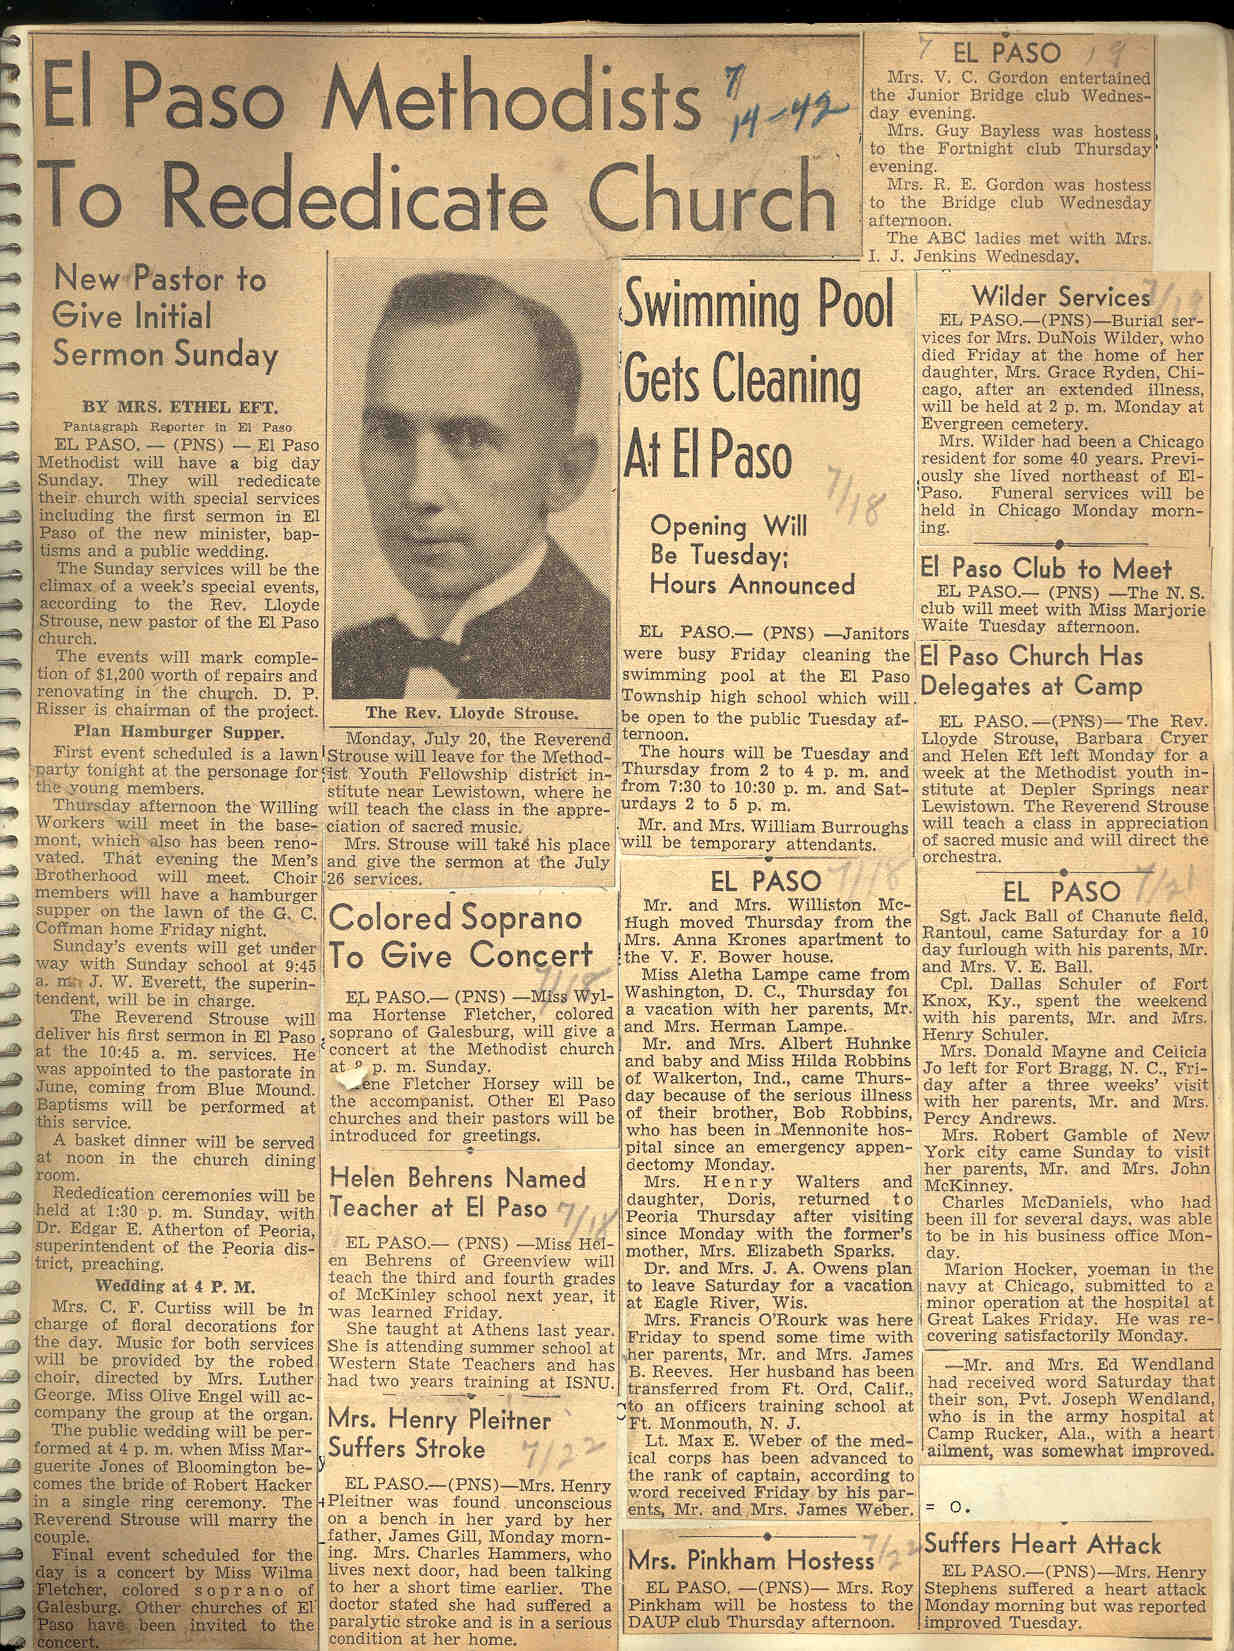 El Paso Methodists
To Rededicate Church
7/
14-42
New Pastor to
Give Initial
Sermon Sunday
BY MRS. ETHEL EFT.
Pantagraph Reporter in El Paso
EL PASO. — (PNS) — El Paso
Methodist will have a big day
Sunday. They will rededicate
their church with special services
including the first sermon in El
Paso of the new minister, bap-
tisms and a public wedding.
The Sunday services will be the
climax of a week's special events,
according to the Rev. Lloyde
Strouse, new pastor of the El Paso
church.
The events will mark comple-
tion of $1,200 worth of repairs and
renovating in the church. D. P.
Risser is chairman of the project.
Plan Hamburger Supper.
First event scheduled is a lawn
party tonight at the personage for
the young members.
Thursday afternoon the Willing
Workers will meet in the base-
mont, which also has been reno-
vated. That evening the Men's
Brotherhood will meet. Choir
members will have a hamburger
supper on the lawn of the G. C.
Coffman home Friday night.
Sunday's events will get under
way with Sunday school at 9:45
a. m. J. W. Everett, the superin-
tendent, will be in charge.
The Reverend Strouse will
deliver his first sermon in El Paso
at the 10:45 a. m. services. He
was appointed to the pastorate in
June, coming from Blue Mound.
Baptisms will be performed at
this service.
A basket dinner will be served
at noon in the church dining
room.
Rededication ceremonies will be
held at 1:30 p. m. Sunday, with
Dr. Edgar E. Atherton of Peoria,
superintendent of the Peoria dis-
trict, preaching.
Wedding at 4 P. M.
Mrs. C. F. Curtiss will be in
charge of floral decorations for
the day. Music for both services
will be provided by the robed
choir, directed by Mrs. Luther
George. Miss Olive Engel will ac-
company the group at the organ.
The public wedding will be per-
formed at 4 p. m. when Miss Mar-
guerite Jones of Bloomington be-
comes the bride of Robert Hacker
in a single ring ceremony. The
Reverend Strouse will marry the
couple.
Final event scheduled for the
day is a concert by Miss Wilma
Fletcher, colored soprano of
Galesburg. Other churches of El
Paso have been invited to the
concert.
The Rev. Lloyde Strouse.
Monday, July 20, the Reverend
Strouse will leave for the Method-
ist Youth Fellowship district in-
stitute near Lewistown, where he
will teach the class in the appre-
ciation of sacred music.
Mrs. Strouse will take his place
and give the sermon at the July
26 services.
Colored Soprano
To Give Concert
7/18
EL PASO.— (PNS) —Miss Wyl-
ma Hortense Fletcher, colored
soprano of Galesburg, will give a
concert at the Methodist church
at p. m. Sunday.
ene Fletcher Horsey will be
the accompanist. Other El Paso
churches and their pastors will be
introduced for greetings.
Helen Behrens Named
Teacher at El Paso
7/18
EL PASO.— (PNS) —Miss Hel-
en Behrens of Greenview will
teach the third and fourth grades
of McKinley school next year, it
was learned Friday.
She taught at Athens last year.
She is attending summer school at
Western State Teachers and has
had two years training at ISNU.
Mrs. Henry Pleitner
Suffers Stroke
7/22
EL PASO.—(PNS)—Mrs. Henry
Pleitner was found unconscious
on a bench in her yard by her
father, James Gill, Monday morn-
ing. Mrs. Charles Hammers, who
lives next door, had been talking
to her a short time earlier. The
doctor stated she had suffered a
paralytic stroke and is in a serious
condition at her home.
Swimming Pool
Gets Cleaning
At El Paso
7/18
Opening Will
Be Tuesday;
Hours Announced
EL PASO.— (PNS) —Janitors
were busy Friday cleaning the
swimming pool at the El Paso
Township high school which will
be open to the public Tuesday af-
ternoon.
The hours will be Tuesday and
Thursday from 2 to 4 p. m. and
from 7:30 to 10:30 p. m. and Sat-
urdays 2 to 5 p. m.
Mr. and Mrs. William Burroughs
will be temporary attendants.
EL PASO
7/18
Mr. and Mrs. Williston Mc-
Hugh moved Thursday from the
Mrs. Anna Krones apartment to
the V. F. Bower house.
Miss Aletha Lampe came from
Washington, D. C., Thursday for
a vacation with her parents, Mr.
and Mrs. Herman Lampe.
Mr. and Mrs. Albert Huhnke
and baby and Miss Hilda Robbins
of Walkerton, Ind., came Thurs-
day because of the serious illness
of their brother, Bob Robbins,
who has been in Mennonite hos-
pital since an emergency appen-
dectomy Monday.
Mrs. Henry Walters and
daughter, Doris, returned to
Peoria Thursday after visiting
since Monday with the former's
mother, Mrs. Elizabeth Sparks.
Dr. and Mrs. J. A. Owens plan
to leave Saturday for a vacation
at Eagle River, Wis.
Mrs. Francis O'Rourk was here
Friday to spend some time with
her parents, Mr. and Mrs. James
B. Reeves. Her husband has been
transferred from Ft. Ord, Calif.,
to an officers training school at
Ft. Monmouth, N. J.
Lt. Max E. Weber of the med-
ical corps has been advanced to
the rank of captain, according to
word received Friday by his par-
ents, Mr. and Mrs. James Weber.
7/22
Mrs. Pinkham Hostess
EL PASO. —(PNS)— Mrs. Roy
Pinkham will be hostess to the
DAUP club Thursday afternoon.
7 EL PASO 19
Mrs. V. C. Gordon entertained
the Junior Bridge club Wednes-
day evening.
Mrs. Guy Bayless was hostess
to the Fortnight club Thursday
evening.
Mrs. R. E. Gordon was hostess
to the Bridge club Wednesday
afternoon.
The ABC ladies met with Mrs.
I. J. Jenkins Wednesday.
Wilder Services
7/19
EL PASO.—(PNS)—Burial ser-
vices for Mrs. DuNois Wilder, who
died Friday at the home of her
daughter, Mrs. Grace Ryden, Chi-
cago, after an extended illness,
will be held at 2 p. m. Monday at
Evergreen cemetery.
Mrs. Wilder had been a Chicago
resident for some 40 years. Previ-
ously she lived northeast of El-
Paso. Funeral services will be
held in Chicago Monday morn-
ing.
El Paso Club to Meet
EL PASO.— (PNS) —The N. S.
club will meet with Miss Marjorie
Waite Tuesday afternoon.
El Paso Church Has
Delegates at Camp
EL PASO.—(PNS)— The Rev.
Lloyde Strouse, Barbara Cryer
and Helen Eft left Monday for a
week at the Methodist youth in-
stitute at Depler Springs near
Lewistown. The Reverend Strouse
will teach a class in appreciation
of sacred music and will direct the
orchestra.
EL PASO
7/21
Sgt. Jack Ball of Chanute field,
Rantoul, came Saturday for a 10
day furlough with his parents, Mr.
and Mrs. V. E. Ball.
Cpl. Dallas Schuler of Fort
Knox, Ky., spent the weekend
with his parents, Mr. and Mrs.
Henry Schuler.
Mrs. Donald Mayne and Celicia
Jo left for Fort Bragg, N. C., Fri-
day after a three weeks' visit
with her parents, Mr. and Mrs.
Percy Andrews.
Mrs. Robert Gamble of New
York city came Sunday to visit
her parents, Mr. and Mrs. John
McKinney.
Charles McDaniels, who had
been ill for several days, was able
to be in his business office Mon-
day.
Marion Hocker, yoeman in the
navy at Chicago, submitted to a
minor operation at the hospital at
Great Lakes Friday. He was re-
covering satisfactorily Monday.
—Mr. and Mrs. Ed Wendland
had received word Saturday that
their son, Pvt. Joseph Wendland,
who is in the army hospital at
Camp Rucker, Ala., with a heart
ailment, was somewhat improved.
= o.
Suffers Heart Attack
EL PASO.—(PNS)—Mrs. Henry
Stephens suffered a heart attack
Monday morning but was reported
improved Tuesday.